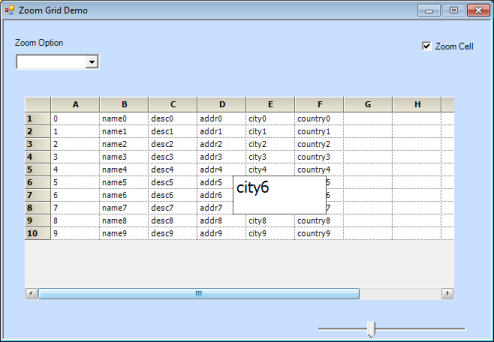 Zoom Grid Demo
Zoom Option
Zoom Cell
A B C D E F G H
1 0 name0 desc0 addr0 city0 country0
2 1 name1 desc1 addr1 city1 country1
3 2 name2 desc2 addr2 city2 country2
4 3 name3 desc3 addr3 city3 country3
5 4 name4 desc4 addr4 city4 country4
6 5 name5 desc5 addr5 5
7 6 name6 desc6 addr6 city6 6
8 7 name7 desc7 addr7 7
9 8 name8 desc8 addr8 city8 country8
10 9 name9 desc9 addr9 city9 country9